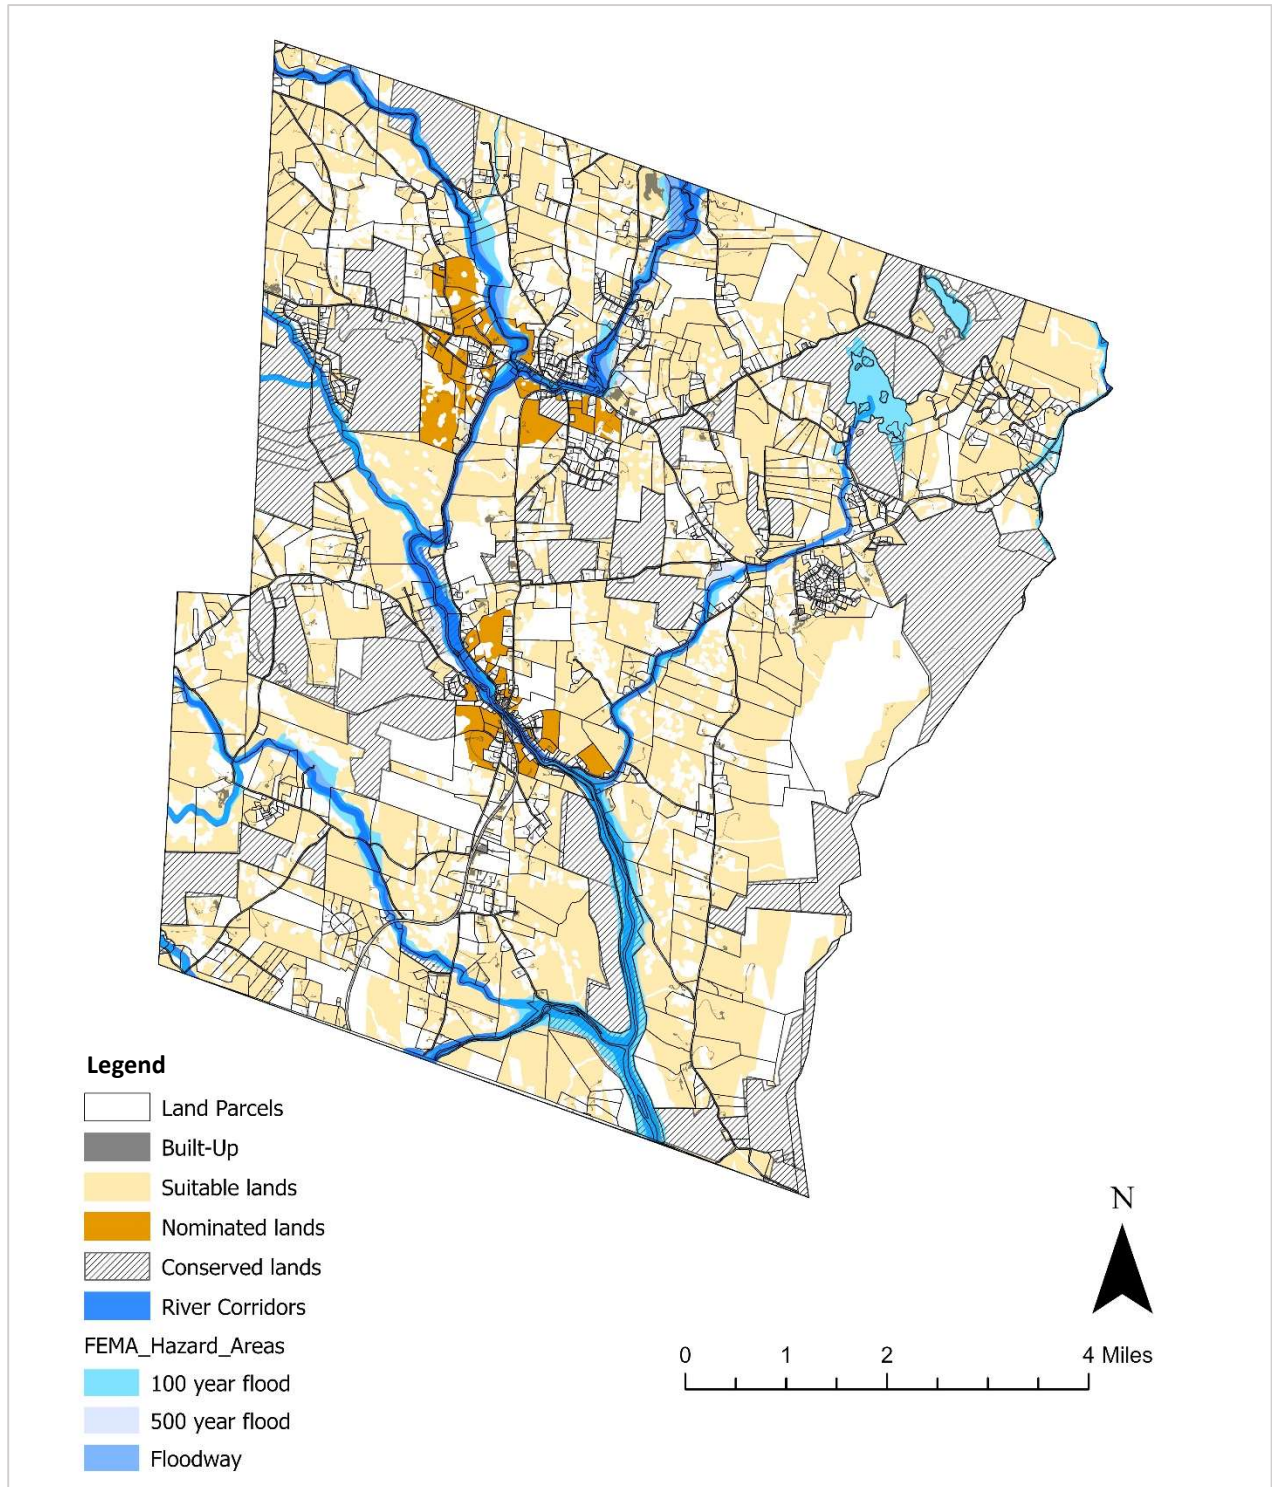 Legend
Land Parcels
Built-Up
Suitable lands
Nominated lands
Conserved lands
River Corridors
FEMA_Hazard_Areas
100 year flood
500 year flood
Floodway
N
0 1 2 4 Miles